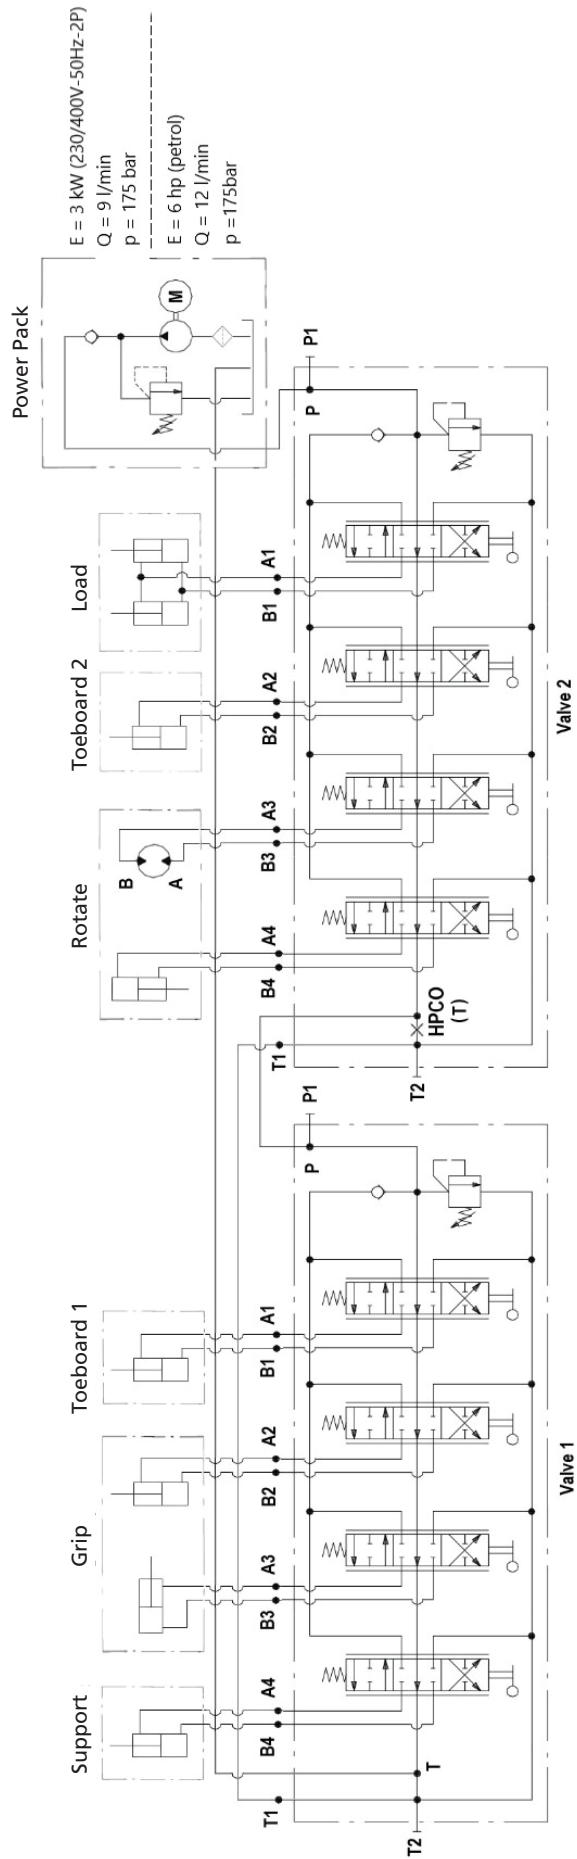 E = 3 kW (230/400V-50Hz-2P)
Q = 9 l/min
p = 175 bar
E = 6 hp (petrol)
Q = 12 l/min
p =175bar
Power Pack
M
Load
Toeboard 2
Rotate
B
A
A1
B1
A2
B2
A3
B3
A4
B4
P
P1
HPCO
(T)
T1
T2
Valve 2
Toeboard 1
Grip
Support
A1
B1
A2
B2
A3
B3
A4
B4
P
P1
T
T1
T2
Valve 1